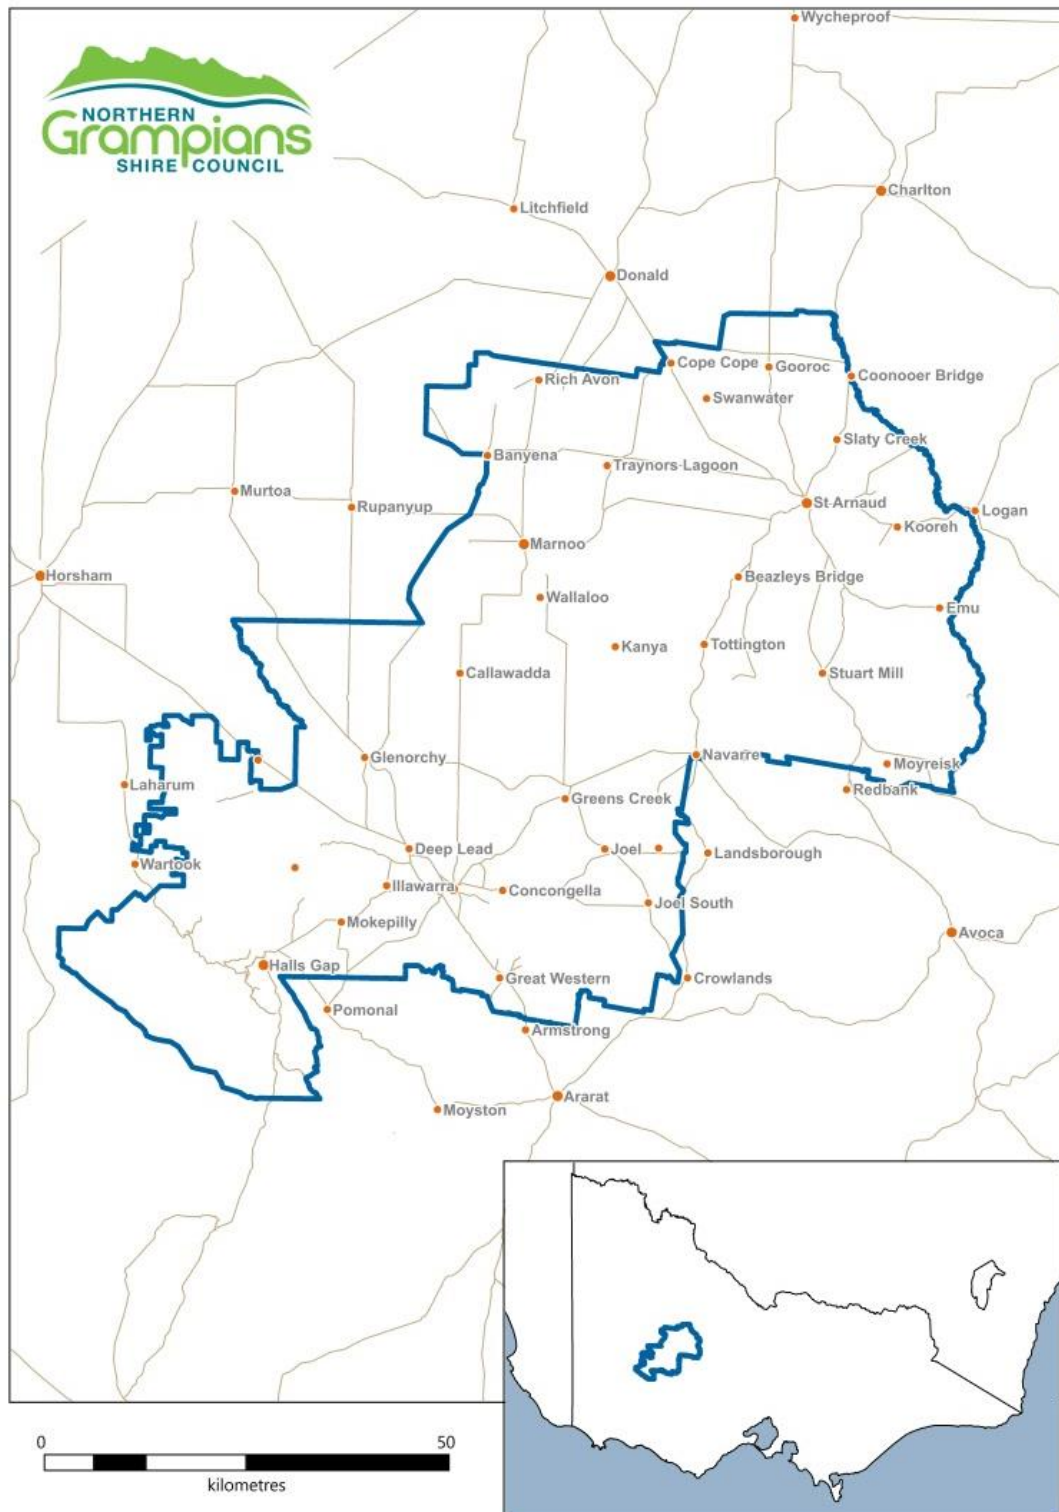 Wycheproof
NORTHERN
Grampians
SHIRE COUNCIL
Charlton
Litchfield
Donald
Cope Cope
Gooroc
Rich Avon
Coonooer Bridge
Swanwater
Slaty Creek
Banyena
Traynors Lagoon
Murtoa
Rupanyup
St Arnaud
Logan
Kooreh
Marnoo
Horsham
Beazleys Bridge
Wallaloo
Emu
Kanya
Tottington
Callawadda
Stuart Mill
Navarre
Glenorchy
Moyreisk
Laharum
Redbank
Greens Creek
Deep Lead
Joel
Landsborough
Wartook
Illawarra
Concongella
Joel South
Mokepilly
Avoca
Halls Gap
Great Western
Crowlands
Pomonal
Armstrong
Ararat
Moyston
0 50
kilometres